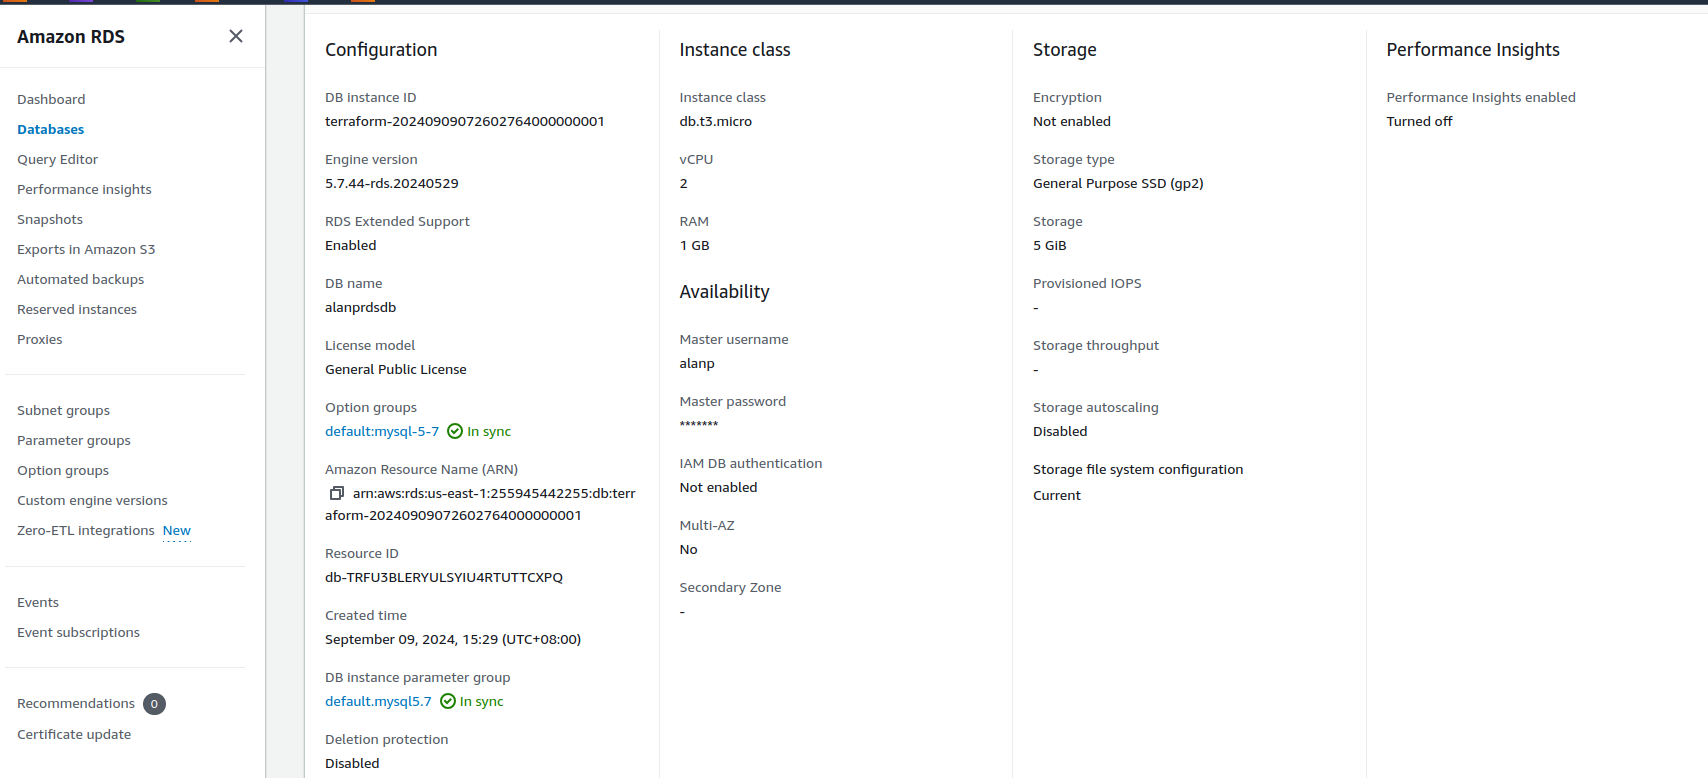 Amazon RDS
Dashboard
Databases
Query Editor
Performance insights
Snapshots
Exports in Amazon S3
Automated backups
Reserved instances
Proxies
Subnet groups
Parameter groups
Option groups
Custom engine versions
Zero-ETL integrations New
Events
Event subscriptions
Recommendations 0
Certificate update
Configuration
DB instance ID
terraform-20240909072602764000000001
Engine version
5.7.44-rds.20240529
RDS Extended Support
Enabled
DB name
alanprdsdb
License model
General Public License
Option groups
default:mysql-5-7 In sync
Amazon Resource Name (ARN)
arn:aws:rds:us-east-1:255945442255:db:terr
aform-20240909072602764000000001
Resource ID
db-TRFU3BLERYULSYIU4RTUTTCXPQ
Created time
September 09, 2024, 15:29 (UTC+08:00)
DB instance parameter group
default.mysql5.7 In sync
Deletion protection
Disabled
Instance class
Instance class
db.t3.micro
vCPU
2
RAM
1 GB
Availability
Master username
alanp
Master password
*******
IAM DB authentication
Not enabled
Multi-AZ
No
Secondary Zone
-
Storage
Encryption
Not enabled
Storage type
General Purpose SSD (gp2)
Storage
5 GiB
Provisioned IOPS
-
Storage throughput
-
Storage autoscaling
Disabled
Storage file system configuration
Current
Performance Insights
Performance Insights enabled
Turned off